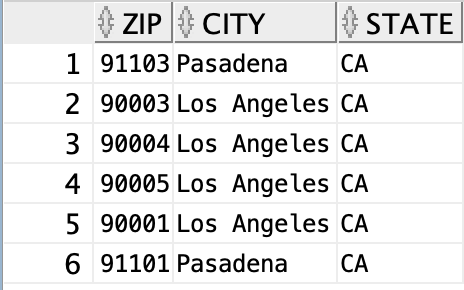 ZIP CITY STATE
1 91103 Pasadena CA
2 90003 Los Angeles CA
3 90004 Los Angeles CA
4 90005 Los Angeles CA
5 90001 Los Angeles CA
6 91101 Pasadena CA